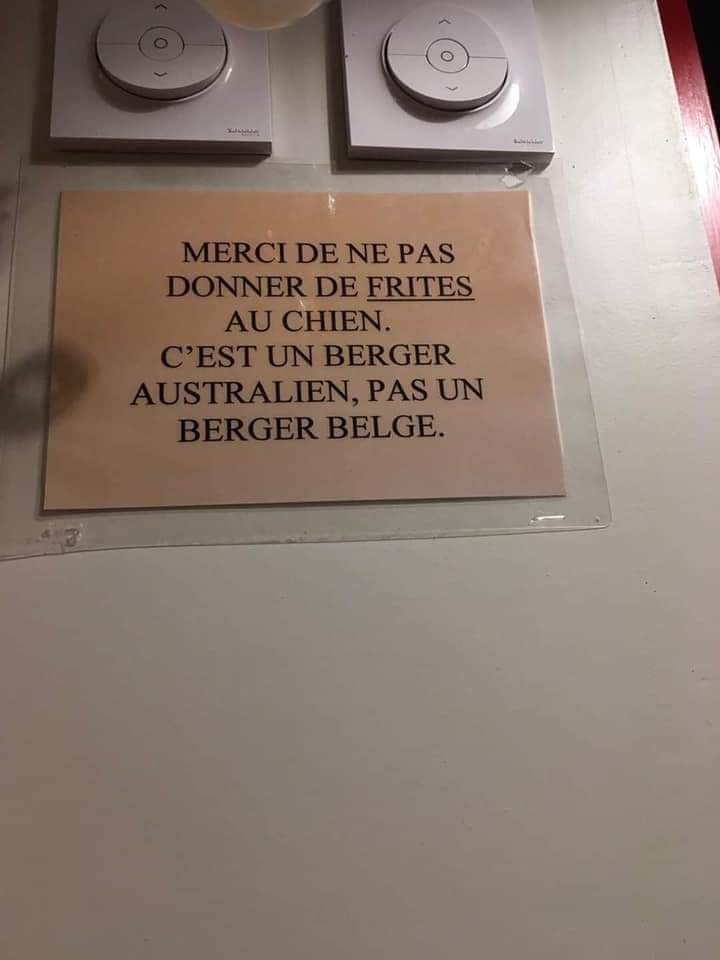 MERCI DE NE PAS
DONNER DE FRITES
AU CHIEN.
C'EST UN BERGER
AUSTRALIEN, PAS UN
BERGER BELGE.